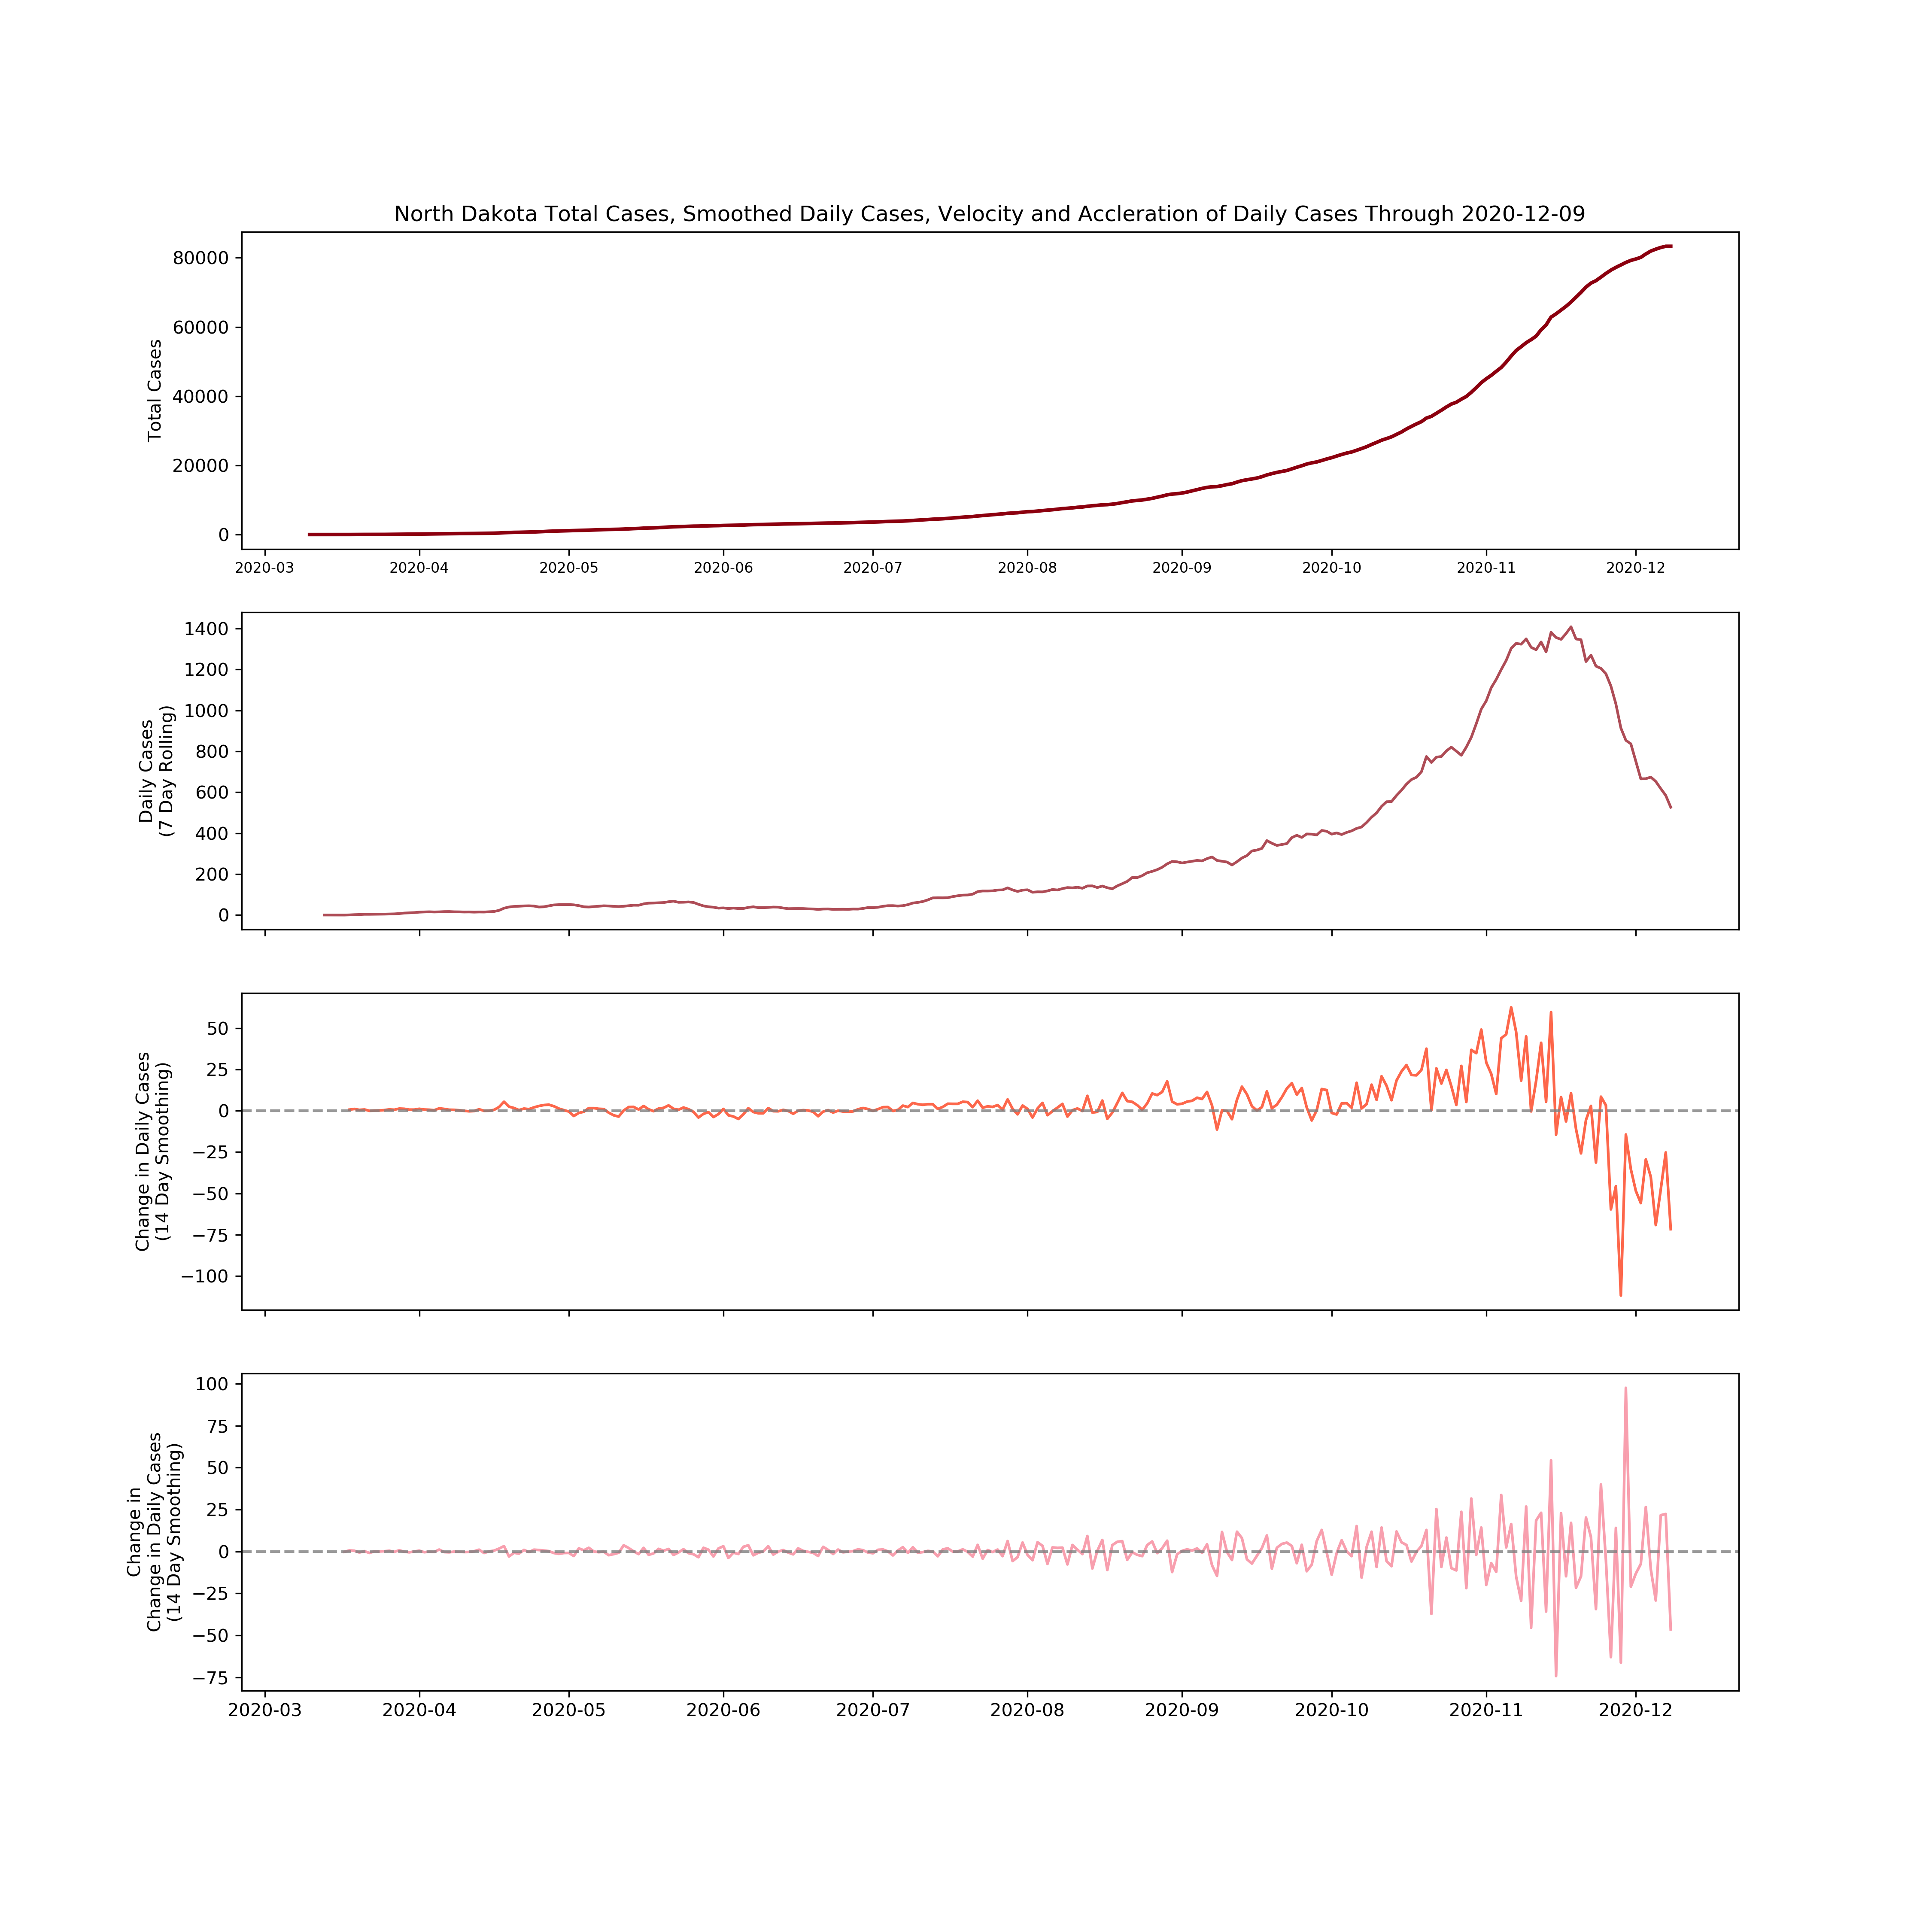 North Dakota Total Cases, Smoothed Daily Cases, Velocity and Accleration of Daily Cases Through 2020-12-09
Total Cases
80000
60000
40000
20000
0
2020-03 2020-04 2020-05 2020-06 2020-07 2020-08 2020-09 2020-10 2020-11 2020-12
Daily Cases
(7 Day Rolling)
1400
1200
1000
800
600
400
200
0
Change in Daily Cases
(14 Day Smoothing)
50
25
0
−25
−50
−75
−100
Change in
Change in Daily Cases
(14 Day Smoothing)
100
75
50
25
0
−25
−50
−75
2020-03 2020-04 2020-05 2020-06 2020-07 2020-08 2020-09 2020-10 2020-11 2020-12